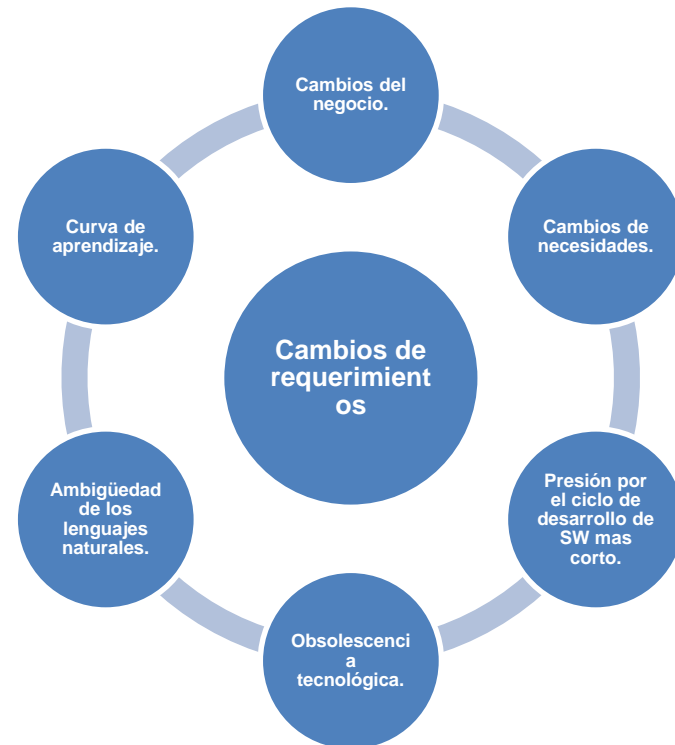 Cambios del
negocio.
Cambios de
necesidades.
Presión por
el ciclo de
desarrollo de
SW mas
corto.
Obsolescenci
a
tecnológica.
Ambigüedad
de los
lenguajes
naturales.
Curva de
aprendizaje.
Cambios de
requerimient
os